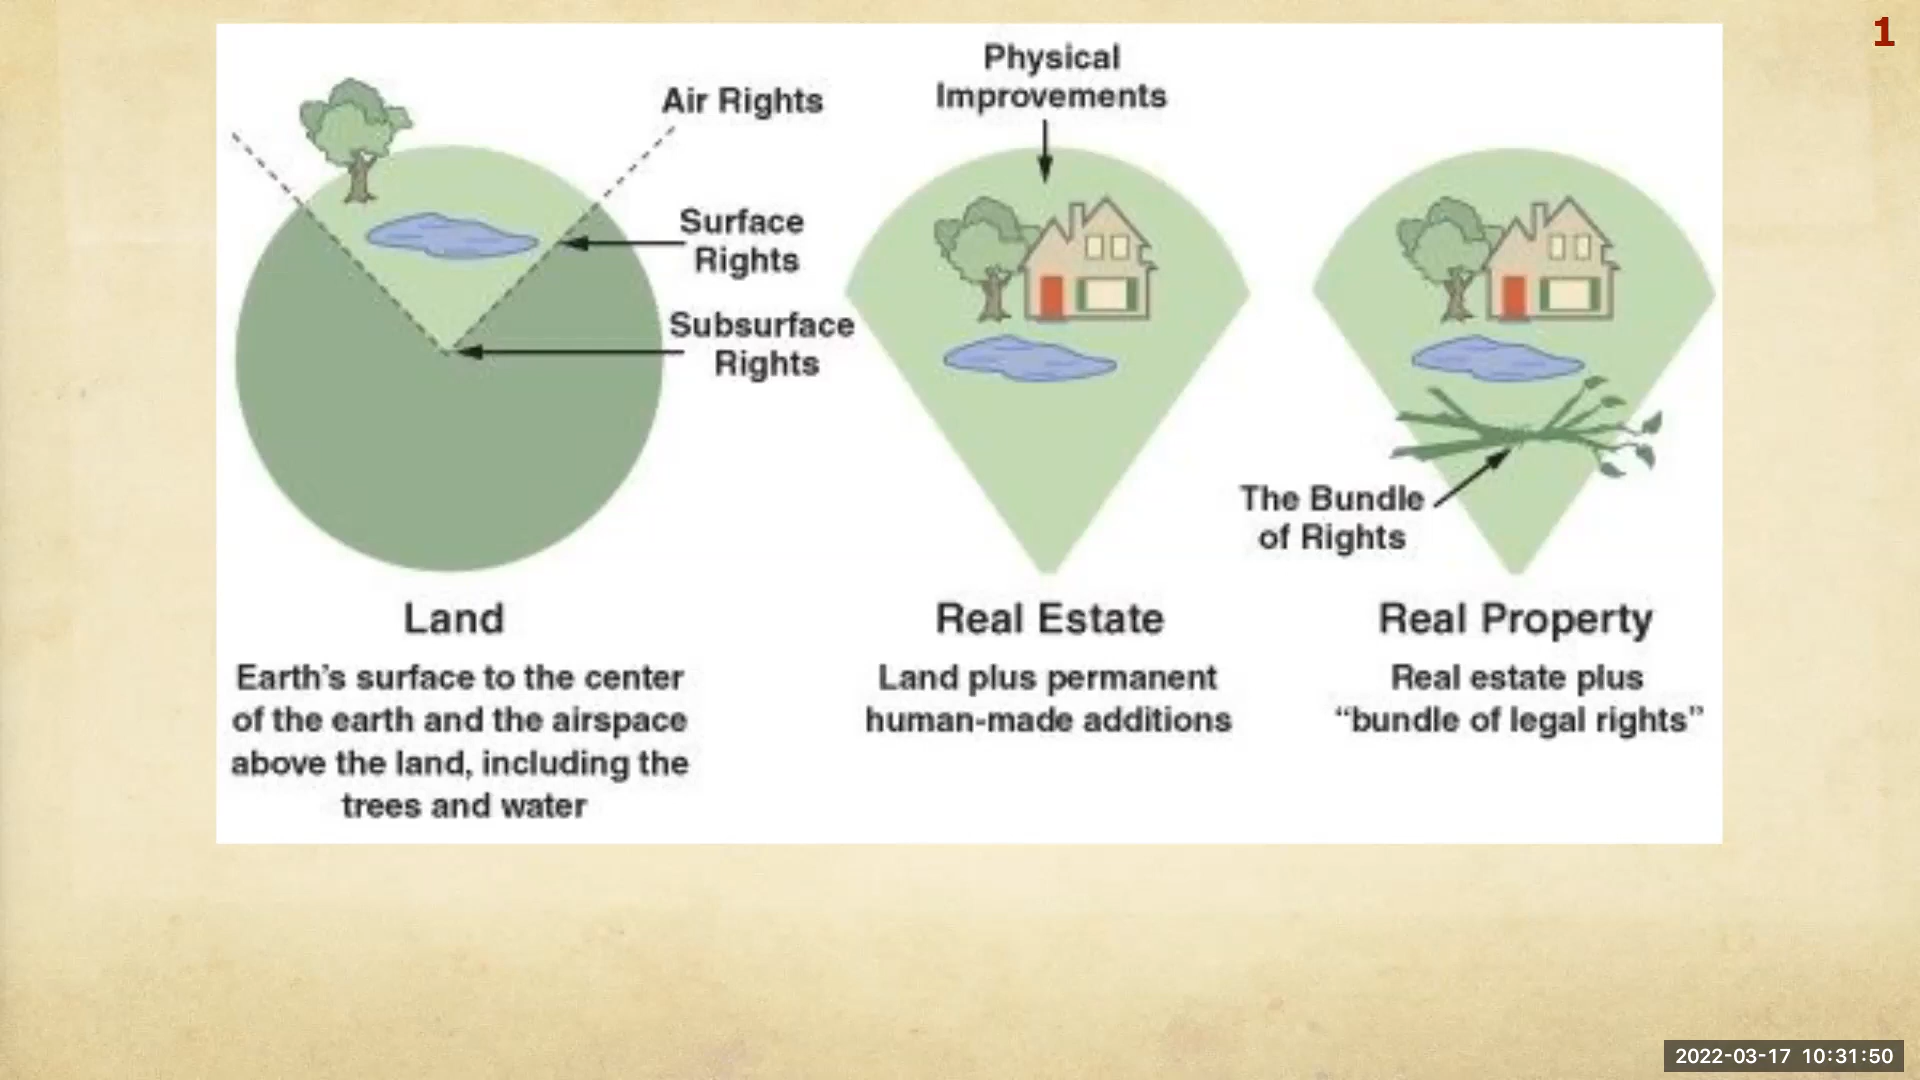 1
Air Rights
Surface
Rights
Subsurface
Rights
Land
Earth's surface to the center
of the earth and the airspace
above the land, including the
trees and water
Physical
Improvements
Real Estate
Land plus permanent
human-made additions
The Bundle
of Rights
Real Property
Real estate plus
“bundle of legal rights”
2022-03-17 10:31:50